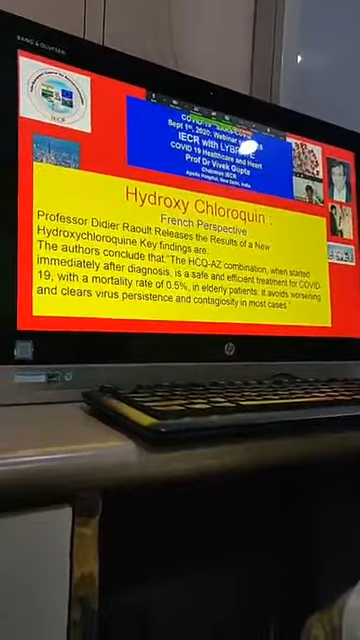 BANG & OLUFSEN
Sept 1st, 2020: Webinar
IECR with LYBRATE
COVID 19 Healthcare and Heart
Prof Dr Vivek Gupta
Chairman IECR
Apollo Hospital, New Delhi, India
IECR
Hydroxy Chloroquin :
French Perspective
Professor Didier Raoult Releases the Results of a New
Hydroxychloroquine Key findings are:
The authors conclude that "The HCQ-AZ combination, when started
immediately after diagnosis, is a safe and efficient treatment for COVID-
19, with a mortality rate of 0.5%, in elderly patients. It avoids worsening
and clears virus persistence and contagiosity in most cases."
hp